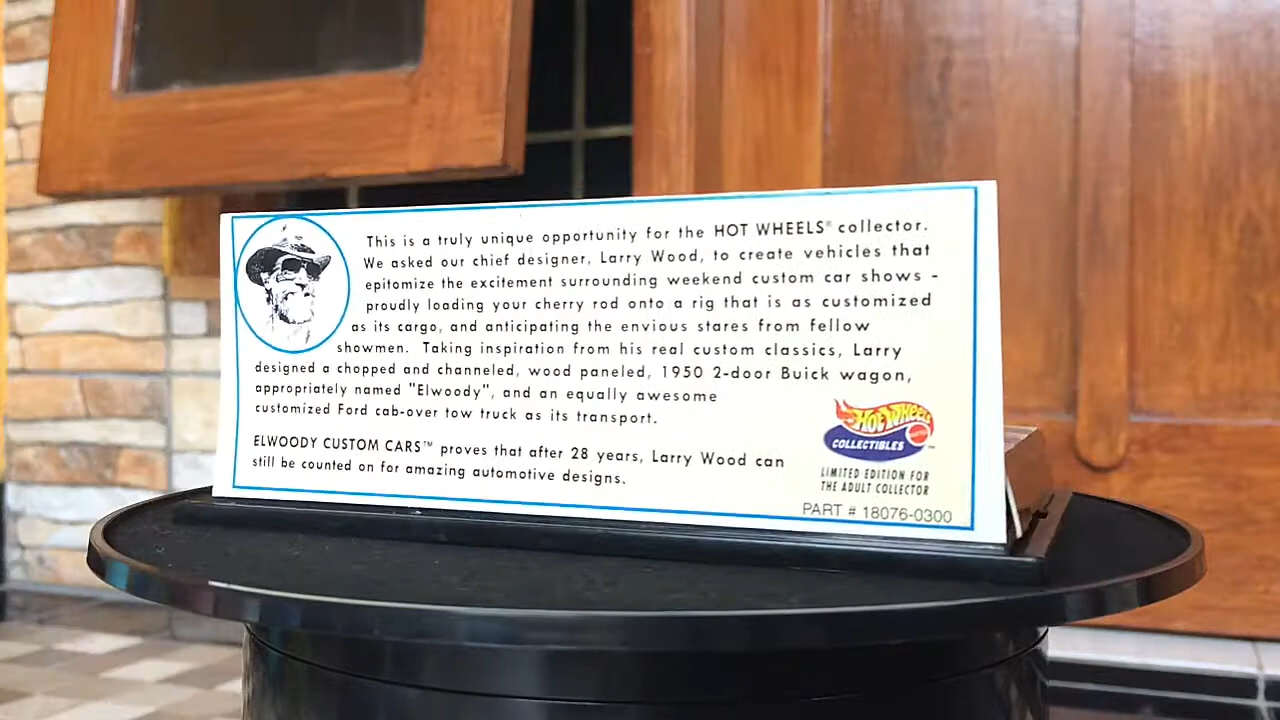 This is a truly unique opportunity for the HOT WHEELS® collector.
We asked our chief designer, Larry Wood, to create vehicles that
epitomize the excitement surrounding weekend custom car shows -
proudly loading your cherry rod onto a rig that is as customized
as its cargo, and anticipating the envious stares from fellow
showmen. Taking inspiration from his real custom classics, Larry
designed a chopped and channeled, wood paneled, 1950 2-door Buick wagon,
appropriately named "Elwoody", and an equally awesome
customized Ford cab-over tow truck as its transport.
ELWOODY CUSTOM CARS™ proves that after 28 years, Larry Wood can
still be counted on for amazing automotive designs.
HOT WHEELS
COLLECTIBLES™
LIMITED EDITION FOR
THE ADULT COLLECTOR
PART # 18076-0300